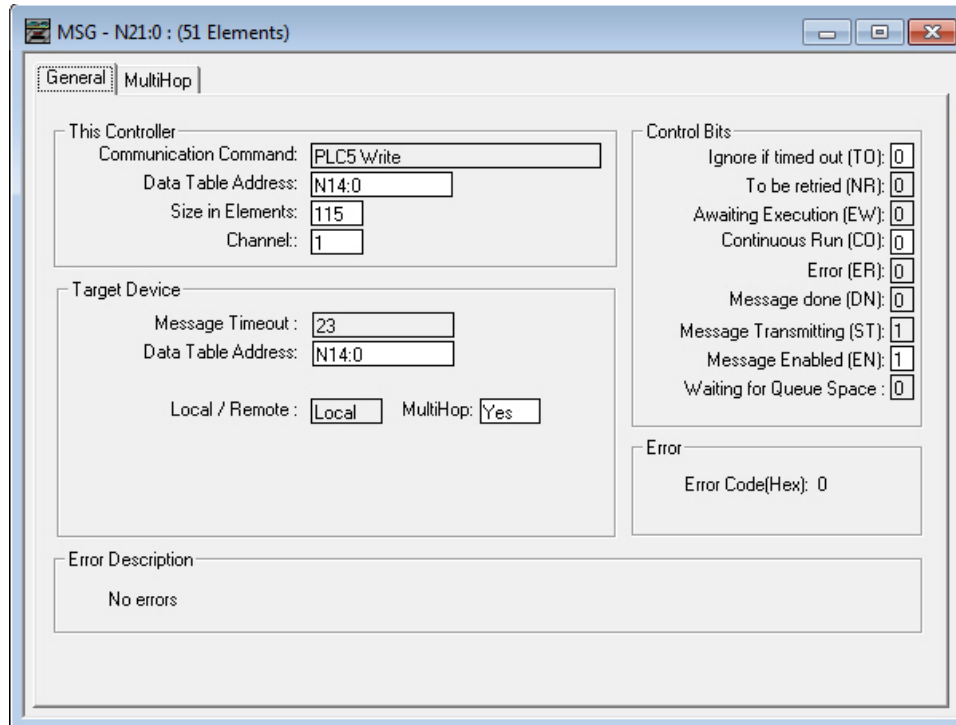 MSG - N21:0 : (51 Elements)
General MultiHop
This Controller
Communication Command: PLC5 Write
Data Table Address: N14:0
Size in Elements: 115
Channel:: 1
Target Device
Message Timeout : 23
Data Table Address: N14:0
Local / Remote : Local MultiHop: Yes
Control Bits
Ignore if timed out (TO): 0
To be retried (NR): 0
Awaiting Execution (EW): 0
Continuous Run (CO): 0
Error (ER): 0
Message done (DN): 0
Message Transmitting (ST): 1
Message Enabled (EN): 1
Waiting for Queue Space : 0
Error
Error Code(Hex): 0
Error Description
No errors